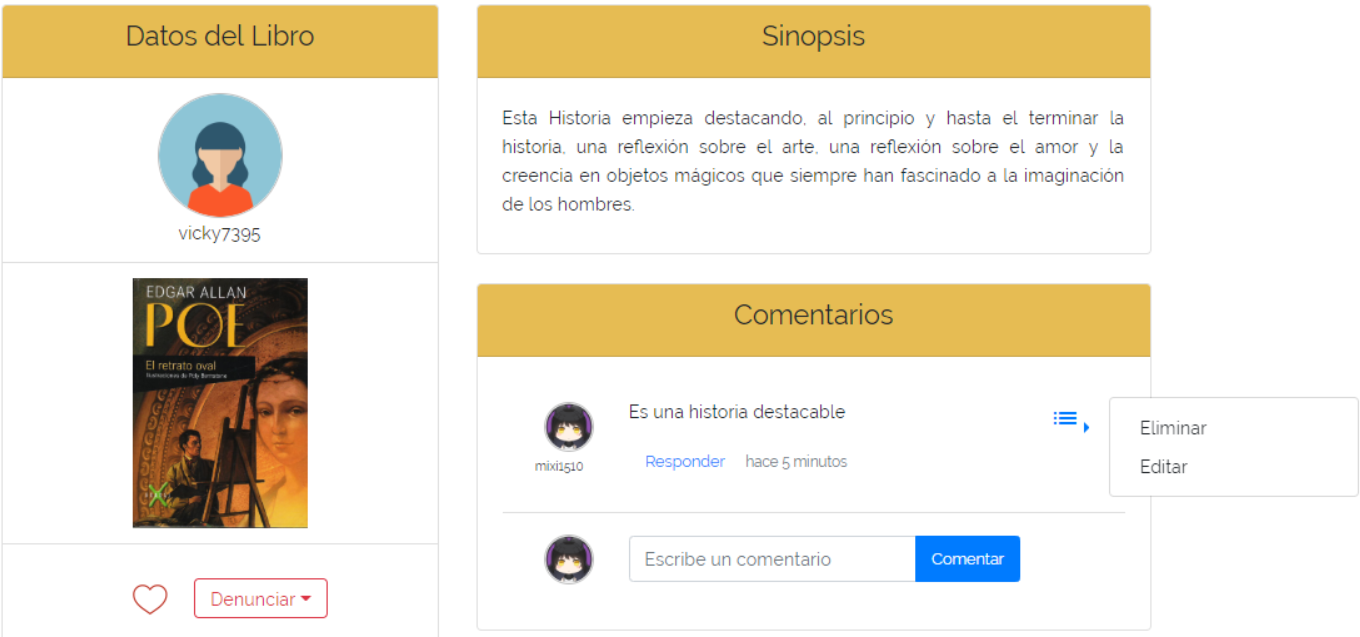 Datos del Libro
vicky7395
EDGAR ALLAN
POE
El retrato oval
Denunciar
Sinopsis
Esta Historia empieza destacando, al principio y hasta el terminar la
historia, una reflexión sobre el arte, una reflexión sobre el amor y la
creencia en objetos mágicos que siempre han fascinado a la imaginación
de los hombres.
Comentarios
Es una historia destacable
mixi1510
Responder hace 5 minutos
Eliminar
Editar
Escribe un comentario
Comentar